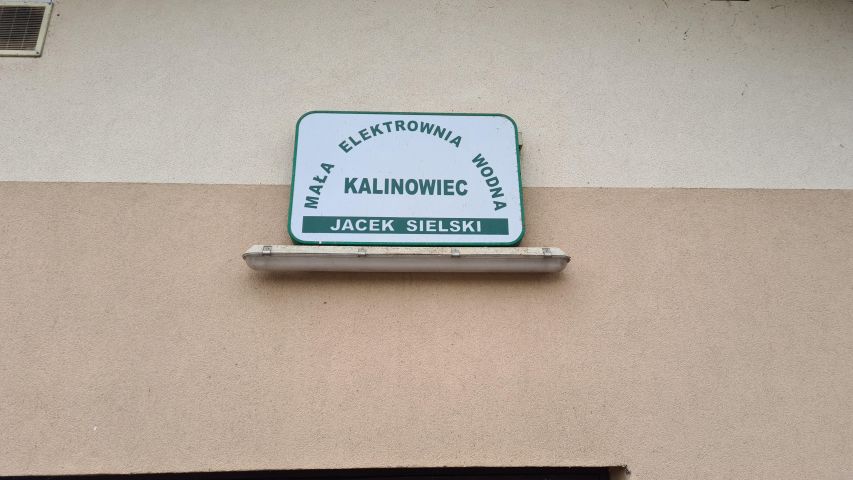 MAŁA ELEKTROWNIA WODNA
KALINOWIEC
JACEK SIELSKI